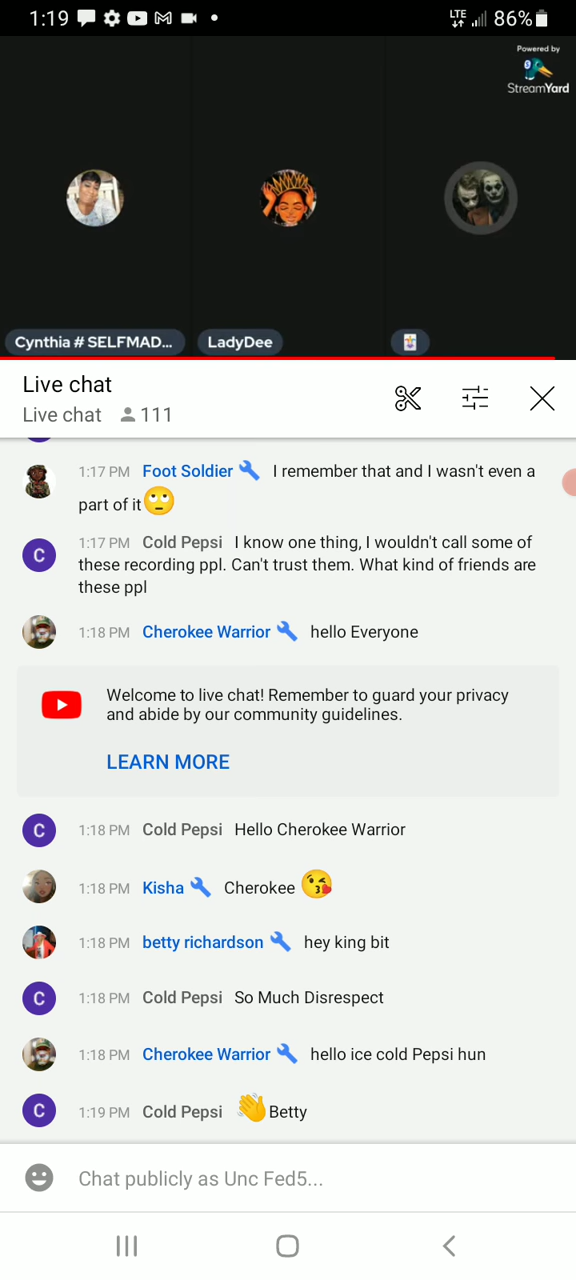 1:19
LTE
86%
Powered by
StreamYard
Cynthia # SELFMAD...
LadyDee
Live chat
Live chat 111
1:17 PM Foot Soldier I remember that and I wasn't even a
part of it🙄
C
1:17 PM Cold Pepsi I know one thing, I wouldn't call some of
these recording ppl. Can't trust them. What kind of friends are
these ppl
1:18 PM Cherokee Warrior hello Everyone
Welcome to live chat! Remember to guard your privacy
and abide by our community guidelines.
LEARN MORE
C
1:18 PM Cold Pepsi Hello Cherokee Warrior
1:18 PM Kisha Cherokee 😘
1:18 PM betty richardson hey king bit
C
1:18 PM Cold Pepsi So Much Disrespect
1:18 PM Cherokee Warrior hello ice cold Pepsi hun
C
1:19 PM Cold Pepsi 👋Betty
Chat publicly as Unc Fed5...